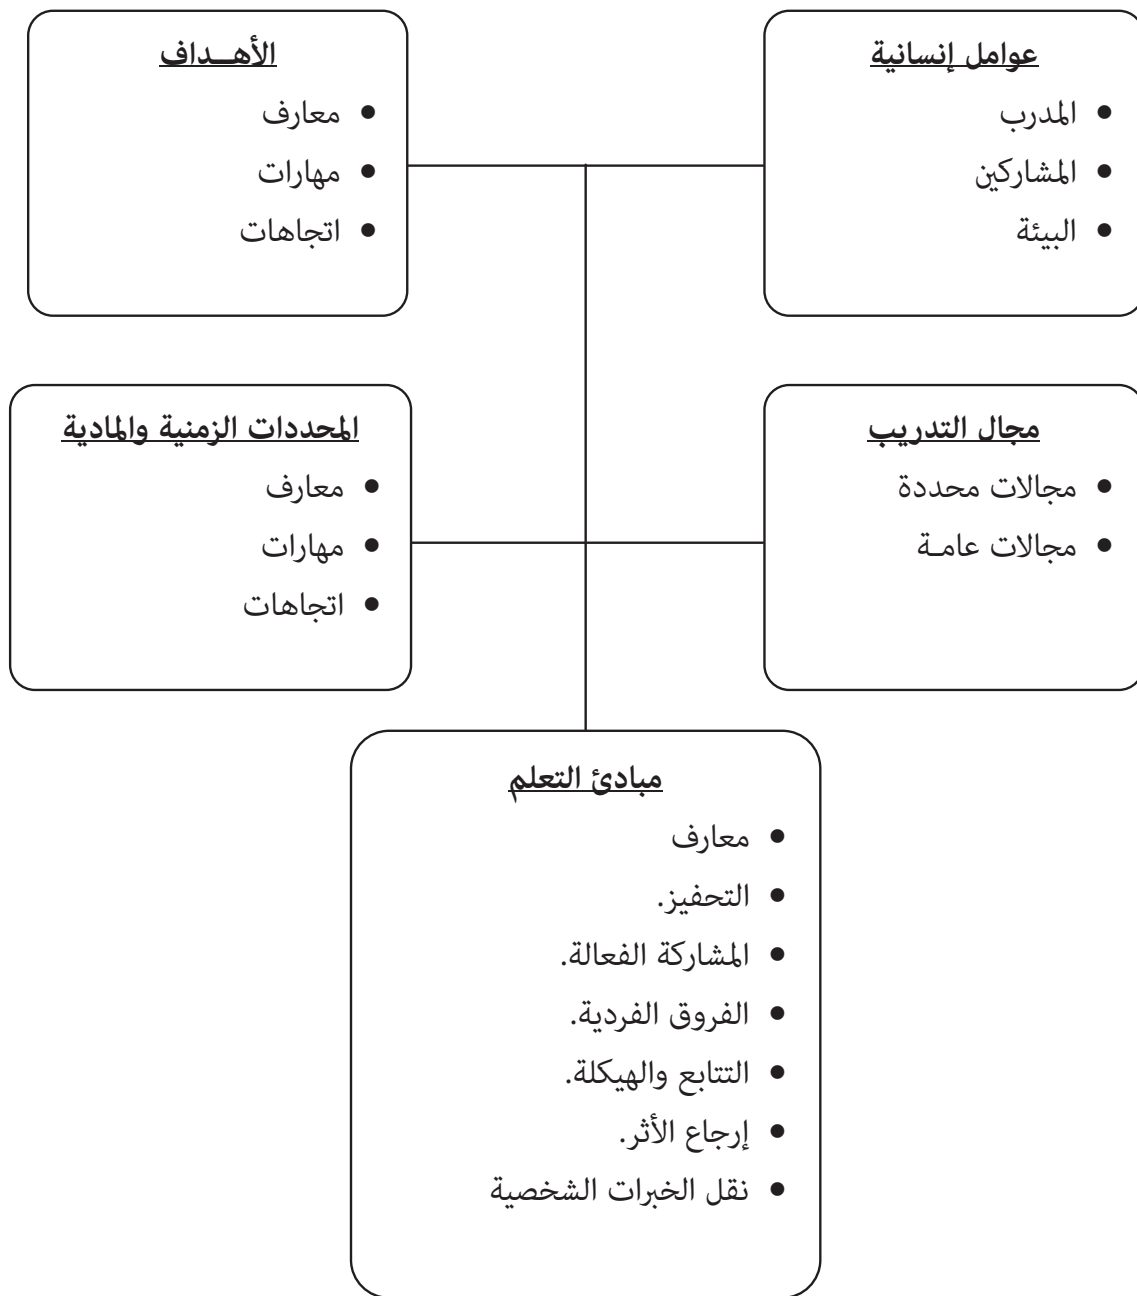 عوامل إنسانية
• المدرب
• المشاركين
• البيئة
الأهــداف
• معارف
• مهارات
• اتجاهات
مجال التدريب
• مجالات محددة
• مجالات عامـة
المحددات الزمنية والمادية
• معارف
• مهارات
• اتجاهات
مبادئ التعلم
• معارف
• التحفيز.
• المشاركة الفعالة.
• الفروق الفردية.
• التتابع والهيكلة.
• إرجاع الأثر.
• نقل الخبرات الشخصية